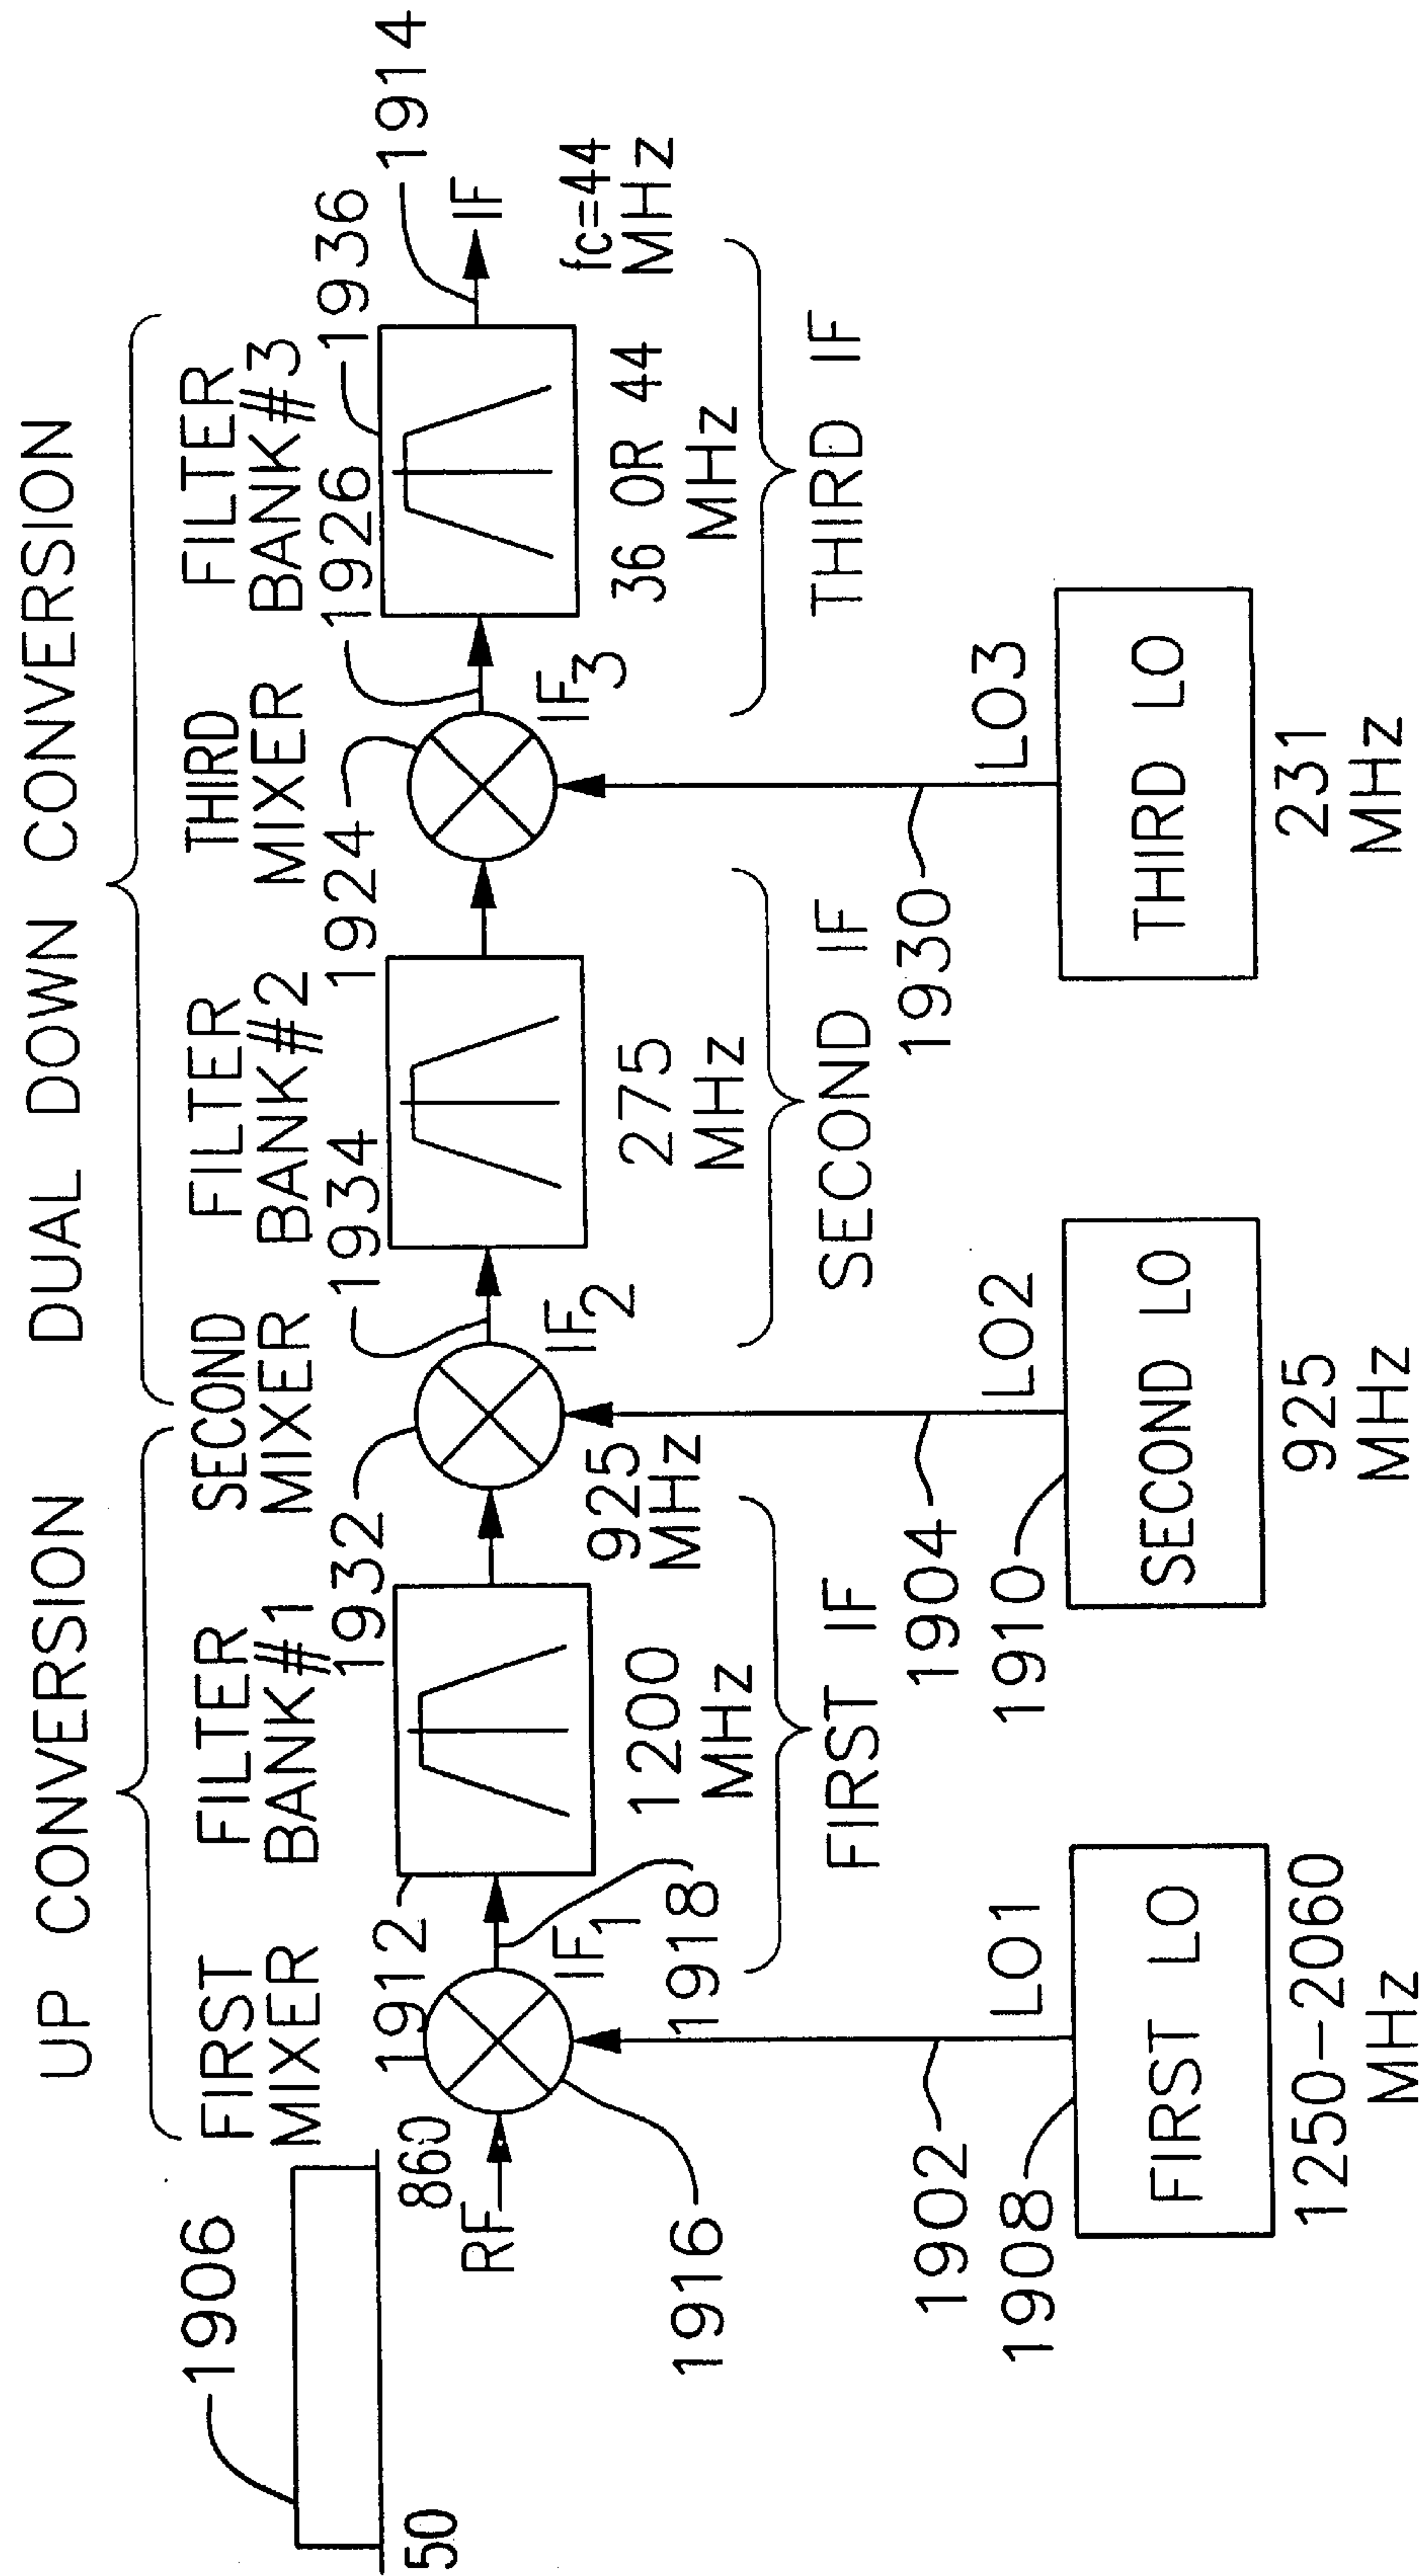 UP CONVERSION
DUAL DOWN CONVERSION
1906
50
860
RF
FIRST
MIXER
1916
1912
FILTER
BANK#1
IF1
1918
1200
MHz
FIRST IF
SECOND
MIXER
1932
925
MHz
1934
IF2
FILTER
BANK#2
275
MHz
SECOND IF
THIRD
MIXER
1924
1926
IF3
FILTER
BANK#3
1936
36 OR 44
MHz
THIRD IF
1914
IF
fc=44
MHz
1902
LO1
1908
FIRST LO
1250-2060
MHz
1904
LO2
1910
SECOND LO
925
MHz
1930
LO3
THIRD LO
231
MHz